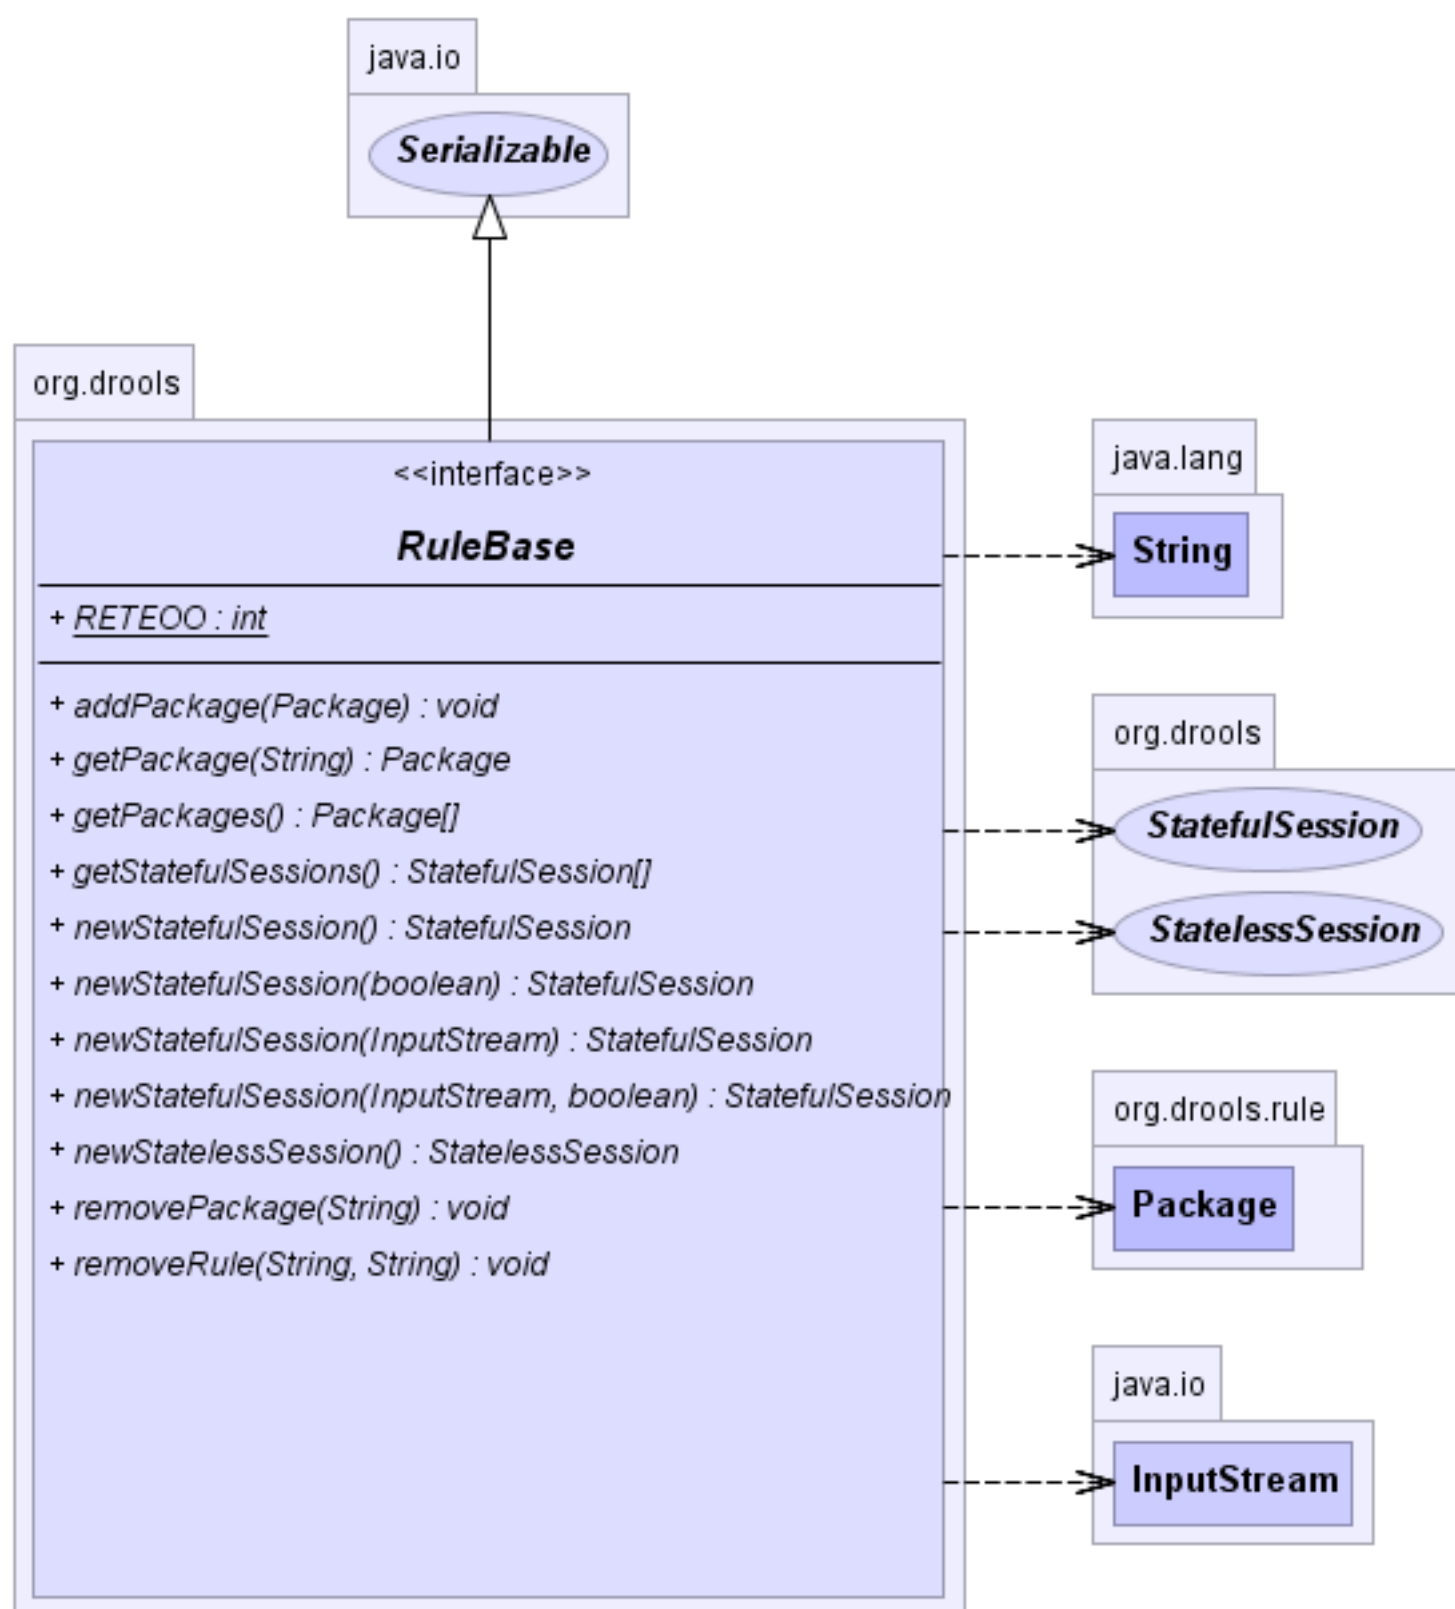 java.io
Serializable
org.drools
<<interface>>
RuleBase
+ RETEOO : int
+ addPackage(Package) : void
+ getPackage(String) : Package
+ getPackages() : Package[]
+ getStatefulSessions() : StatefulSession[]
+ newStatefulSession() : StatefulSession
+ newStatefulSession(boolean) : StatefulSession
+ newStatefulSession(InputStream) : StatefulSession
+ newStatefulSession(InputStream, boolean) : StatefulSession
+ newStatelessSession() : StatelessSession
+ removePackage(String) : void
+ removeRule(String, String) : void
java.lang
String
org.drools
StatefulSession
StatelessSession
org.drools.rule
Package
java.io
InputStream